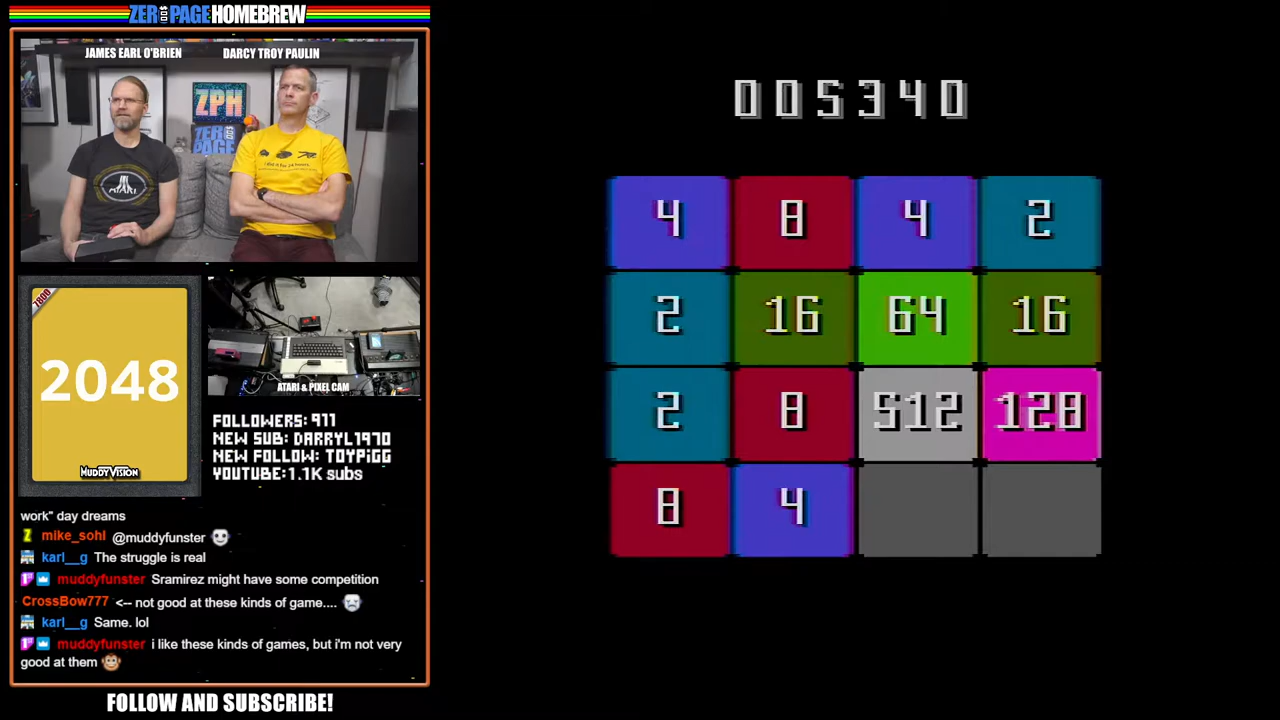 ZER PAGE HOMEBREW
JAMES EARL O'BRIEN
DARCY TROY PAULIN
ZPH
ZERO
PAGE
ATARI
7800
2048
MUDDYVISION
ATARI & PIXEL CAM
FOLLOWERS: 911
NEW SUB: DARRYL1970
NEW FOLLOW: TOYPIGG
YOUTUBE:1.1K subs
work" day dreams
mike_sohl @muddyfunster
karl__g The struggle is real
muddyfunster Sramirez might have some competition
CrossBow777 <-- not good at these kinds of game....
karl__g Same. lol
muddyfunster i like these kinds of games, but i'm not very
good at them
FOLLOW AND SUBSCRIBE!
005340
4 8 4 2
2 16 64 16
2 8 512 128
8 4